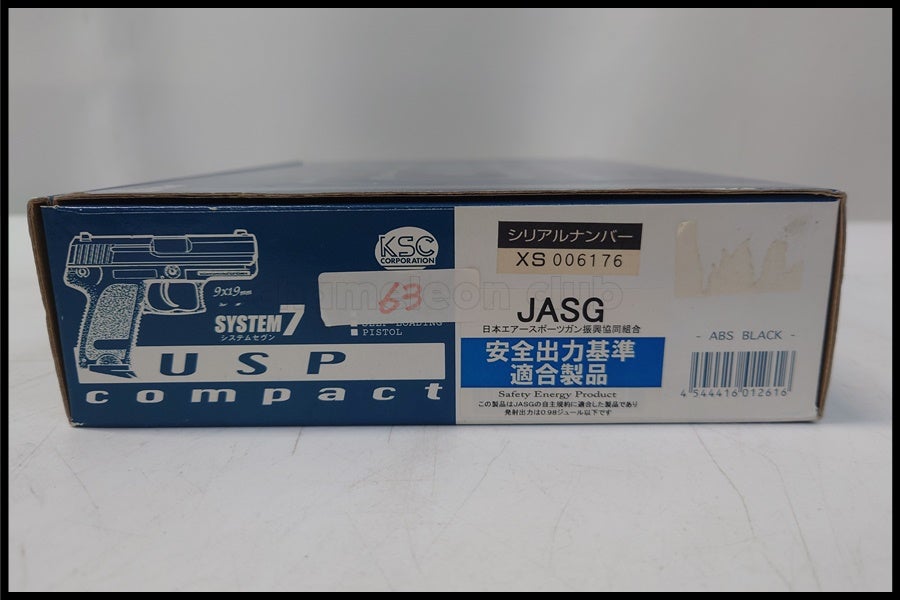 KSC
CORPORATION
9x19mm
SYSTEM7
システムセヴン
63
PISTOL
USP
compact
シリアルナンバー
XS 006176
JASG
日本エアースポーツガン振興協同組合
安全出力基準
適合製品
Safety Energy Product
この製品はJASGの自主規約に適合した製品であり
発射出力は0.98ジュール以下です
- ABS BLACK -
4 544416 012616